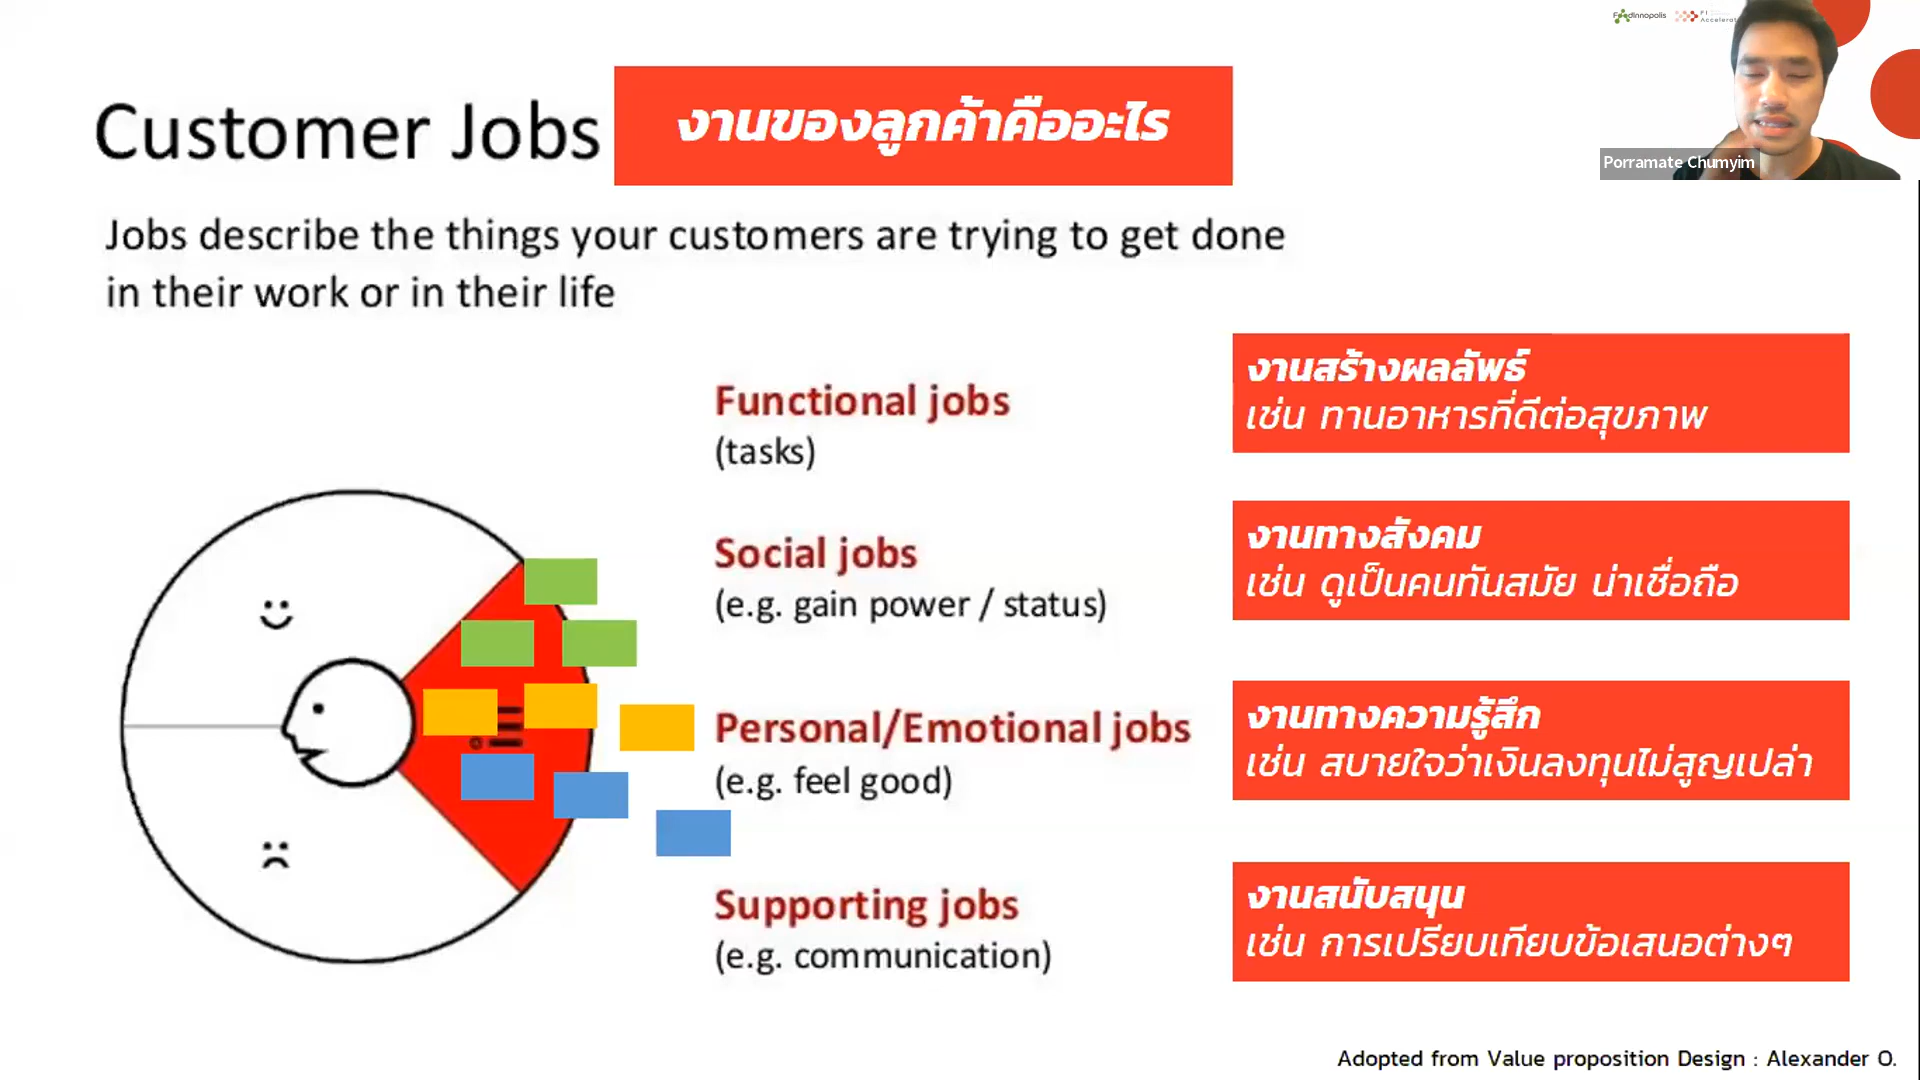 FoodInnopolis
FI
Accelerat
Porramate Chumyim
Customer Jobs
งานของลูกค้าคืออะไร
Jobs describe the things your customers are trying to get done
in their work or in their life
Functional jobs
(tasks)
งานสร้างผลลัพธ์
เช่น ทานอาหารที่ดีต่อสุขภาพ
Social jobs
(e.g. gain power / status)
งานทางสังคม
เช่น ดูเป็นคนทันสมัย น่าเชื่อถือ
Personal/Emotional jobs
(e.g. feel good)
งานทางความรู้สึก
เช่น สบายใจว่าเงินลงทุนไม่สูญเปล่า
Supporting jobs
(e.g. communication)
งานสนับสนุน
เช่น การเปรียบเทียบข้อเสนอต่างๆ
Adopted from Value proposition Design : Alexander O.